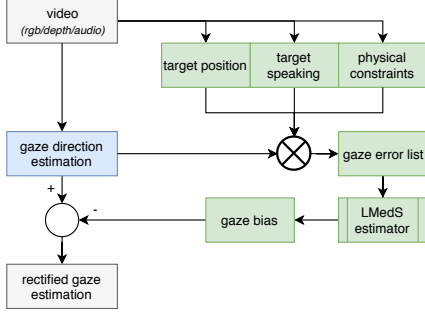 video
(rgb/depth/audio)
target position
target
speaking
physical
constraints
gaze direction
estimation
gaze error list
+
-
gaze bias
LMedS
estimator
rectified gaze
estimation